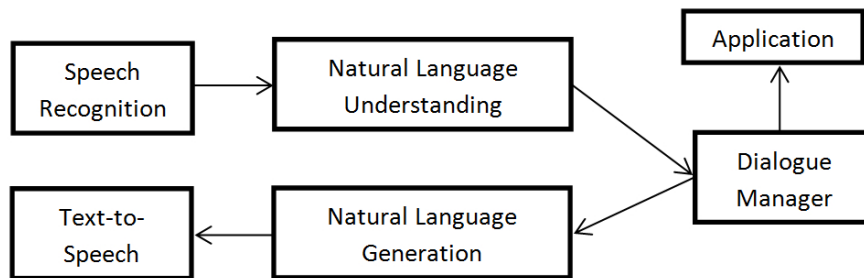 Speech
Recognition
Natural Language
Understanding
Application
Dialogue
Manager
Natural Language
Generation
Text-to-
Speech